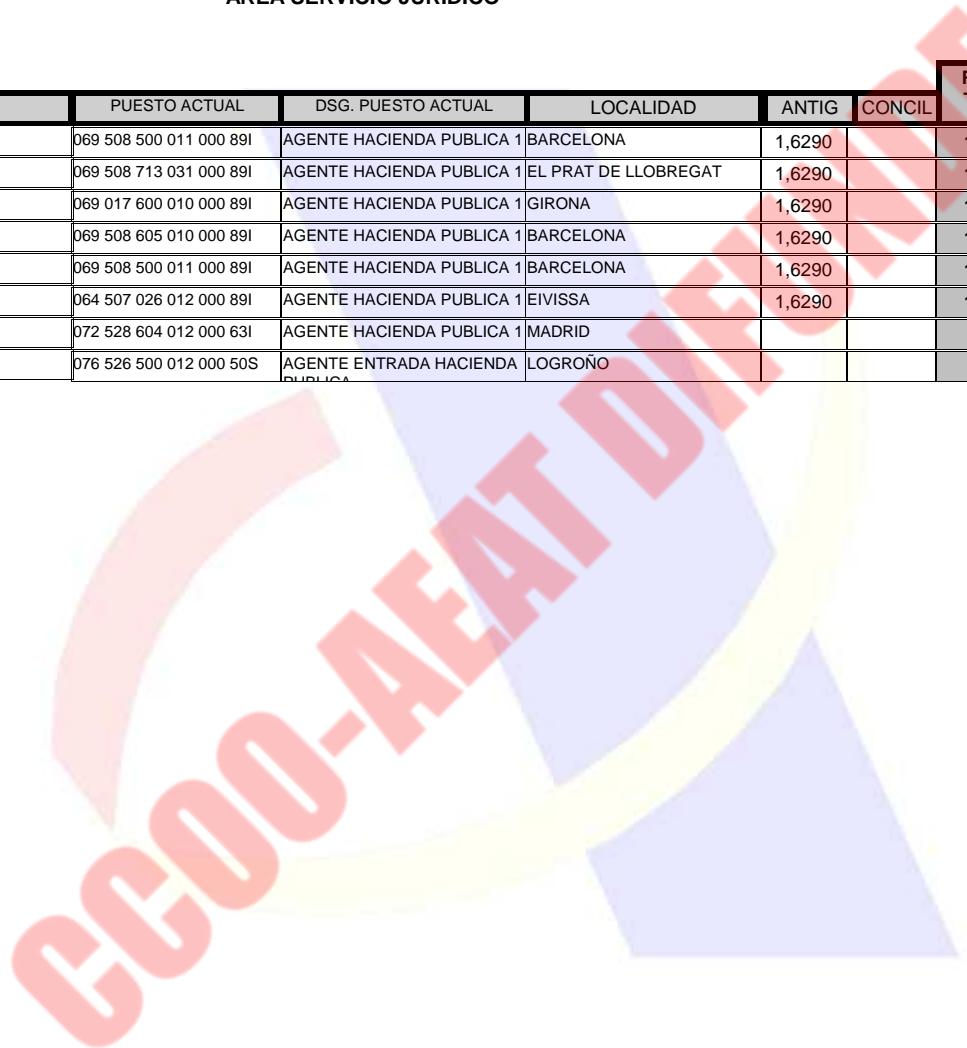 AREA SERVICIO JURIDICO
PUESTO ACTUAL DSG. PUESTO ACTUAL LOCALIDAD ANTIG CONCIL
069 508 500 011 000 89I AGENTE HACIENDA PUBLICA 1 BARCELONA 1,6290
069 508 713 031 000 89I AGENTE HACIENDA PUBLICA 1 EL PRAT DE LLOBREGAT 1,6290
069 017 600 010 000 89I AGENTE HACIENDA PUBLICA 1 GIRONA 1,6290
069 508 605 010 000 89I AGENTE HACIENDA PUBLICA 1 BARCELONA 1,6290
069 508 500 011 000 89I AGENTE HACIENDA PUBLICA 1 BARCELONA 1,6290
064 507 026 012 000 89I AGENTE HACIENDA PUBLICA 1 EIVISSA 1,6290
072 528 604 012 000 63I AGENTE HACIENDA PUBLICA 1 MADRID
076 526 500 012 000 50S AGENTE ENTRADA HACIENDA LOGROÑO
PUBLICA
CCOO-AEAT DIFUNDE